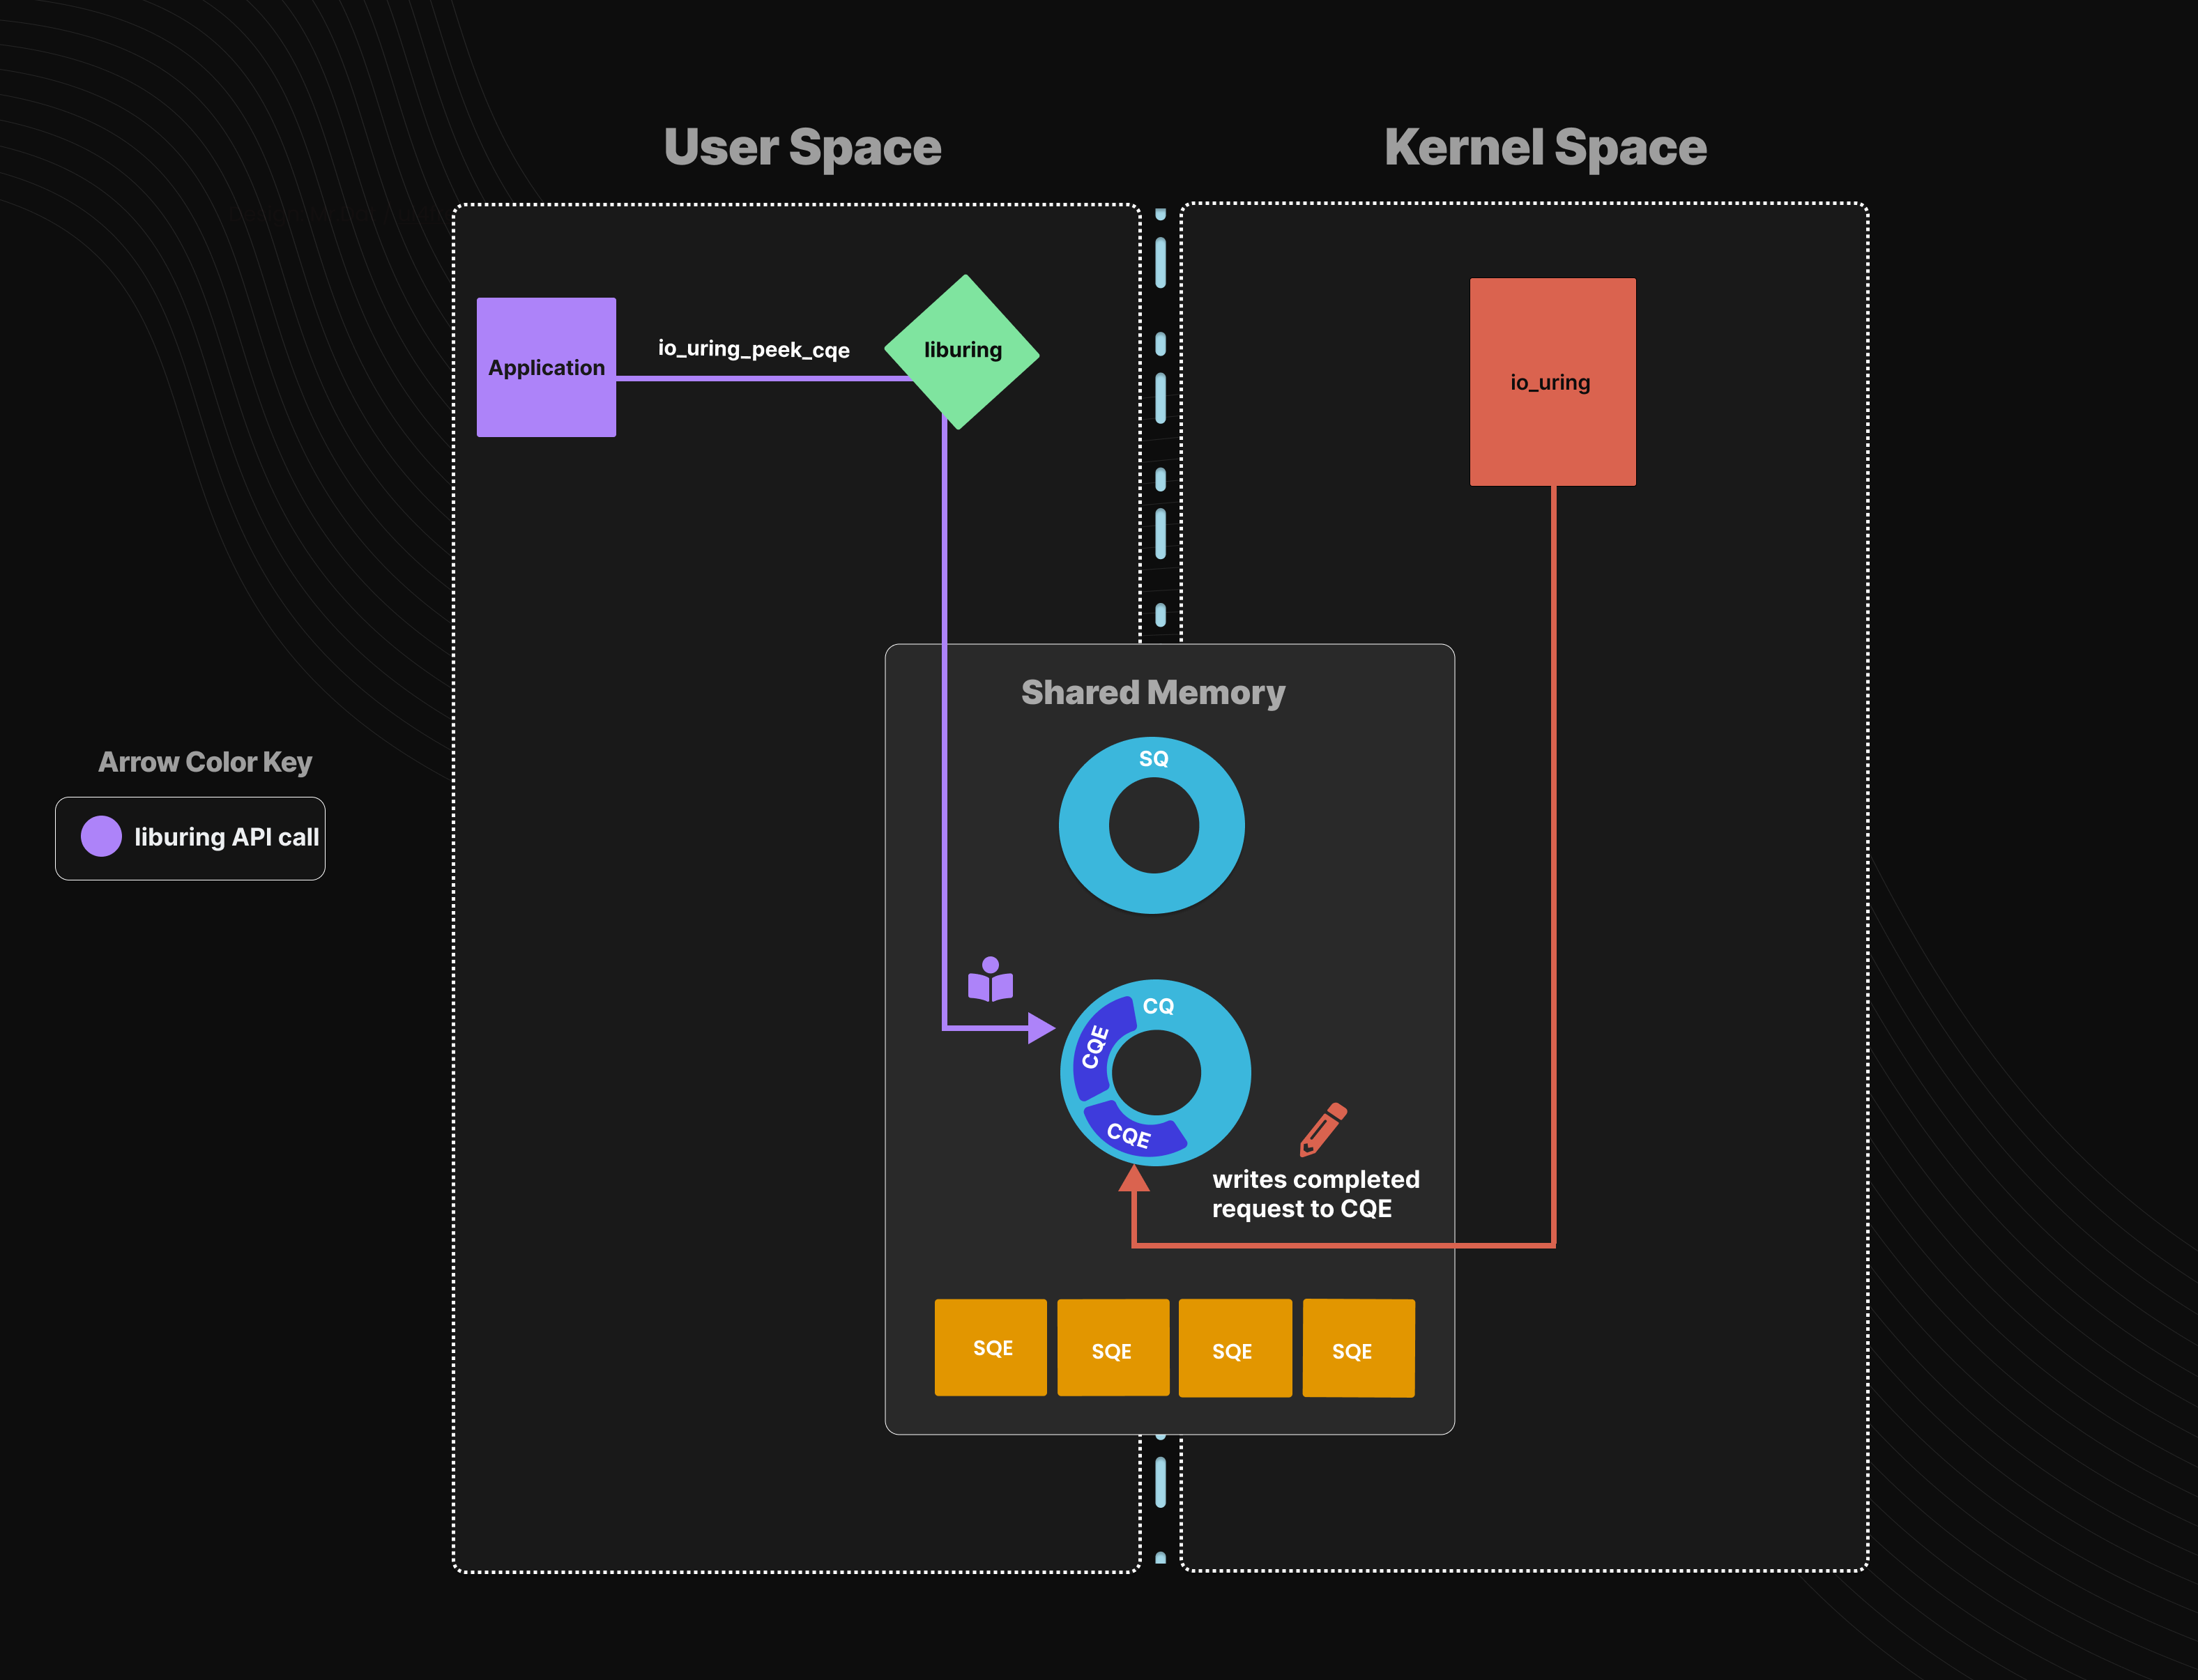 User Space
Kernel Space
Application
io_uring_peek_cqe
liburing
io_uring
Shared Memory
SQ
Arrow Color Key
liburing API call
CQ
CQE
CQE
writes completed
request to CQE
SQE
SQE
SQE
SQE